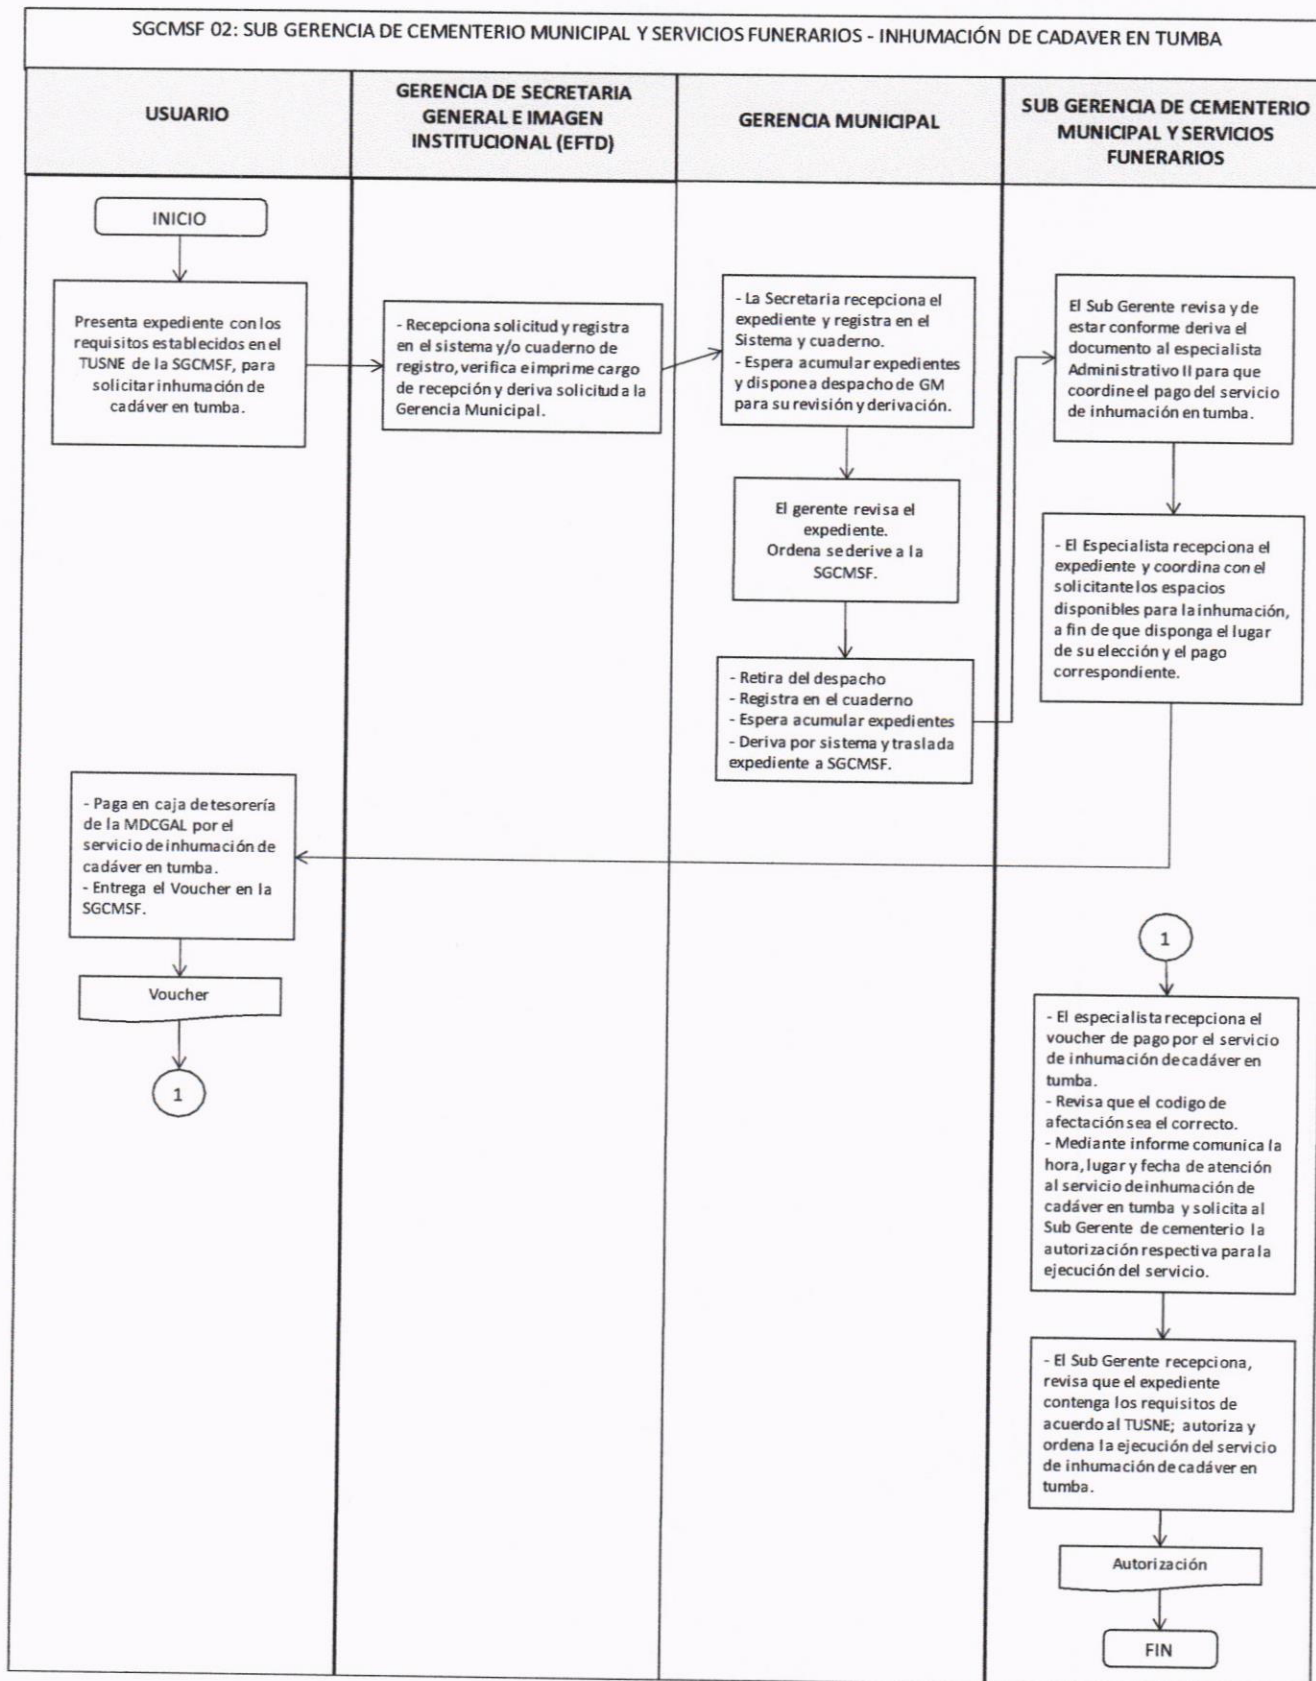 SGCMSF 02: SUB GERENCIA DE CEMENTERIO MUNICIPAL Y SERVICIOS FUNERARIOS - INHUMACIÓN DE CADAVER EN TUMBA
USUARIO
GERENCIA DE SECRETARIA
GENERAL E IMAGEN
INSTITUCIONAL (EFTD)
GERENCIA MUNICIPAL
SUB GERENCIA DE CEMENTERIO
MUNICIPAL Y SERVICIOS
FUNERARIOS
INICIO
Presenta expediente con los
requisitos establecidos en el
TUSNE de la SGCMSF, para
solicitar inhumación de
cadáver en tumba.
- Recepciona solicitud y registra
en el sistema y/o cuaderno de
registro, verifica e imprime cargo
de recepción y deriva solicitud a la
Gerencia Municipal.
- La Secretaria recepciona el
expediente y registra en el
Sistema y cuaderno.
- Espera acumular expedientes
y dispone a despacho de GM
para su revisión y derivación.
El gerente revisa el
expediente.
Ordena se derive a la
SGCMSF.
- Retira del despacho
- Registra en el cuaderno
- Espera acumular expedientes
- Deriva por sistema y traslada
expediente a SGCMSF.
El Sub Gerente revisa y de
estar conforme deriva el
documento al especialista
Administrativo II para que
coordine el pago del servicio
de inhumación en tumba.
- El Especialista recepciona el
expediente y coordina con el
solicitante los espacios
disponibles para la inhumación,
a fin de que disponga el lugar
de su elección y el pago
correspondiente.
- Paga en caja de tesorería
de la MDCGAL por el
servicio de inhumación de
cadáver en tumba.
- Entrega el Voucher en la
SGCMSF.
Voucher
1
1
- El especialista recepciona el
voucher de pago por el servicio
de inhumación de cadáver en
tumba.
- Revisa que el codigo de
afectación sea el correcto.
- Mediante informe comunica la
hora, lugar y fecha de atención
al servicio de inhumación de
cadáver en tumba y solicita al
Sub Gerente de cementerio la
autorización respectiva para la
ejecución del servicio.
- El Sub Gerente recepciona,
revisa que el expediente
contenga los requisitos de
acuerdo al TUSNE; autoriza y
ordena la ejecución del servicio
de inhumación de cadáver en
tumba.
Autorización
FIN